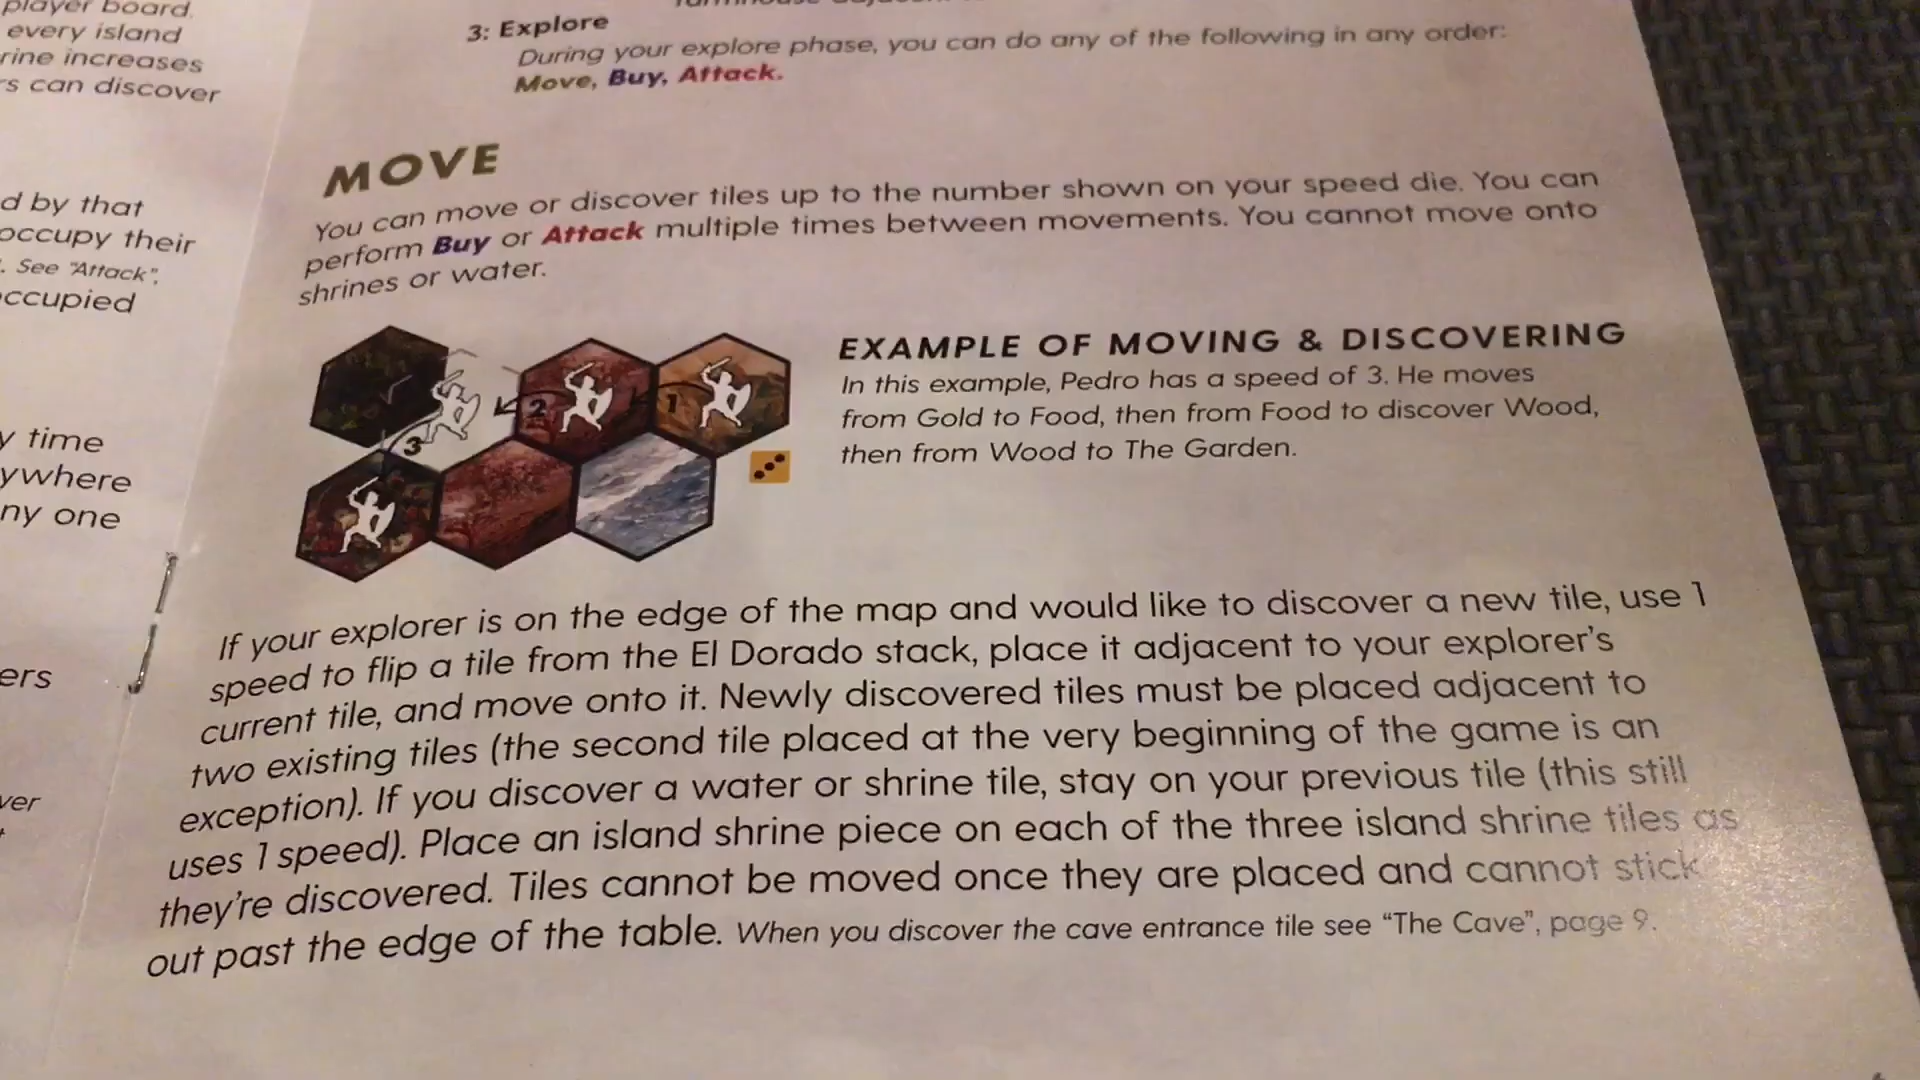 player board.
every island
rine increases
rs can discover
d by that
occupy their
. See "Attack",
occupied
y time
ywhere
ny one
ers
ver
3: Explore
During your explore phase, you can do any of the following in any order:
Move, Buy, Attack.
MOVE
You can move or discover tiles up to the number shown on your speed die. You can
perform Buy or Attack multiple times between movements. You cannot move onto
shrines or water.
1
2
3
EXAMPLE OF MOVING & DISCOVERING
In this example, Pedro has a speed of 3. He moves
from Gold to Food, then from Food to discover Wood,
then from Wood to The Garden.
If your explorer is on the edge of the map and would like to discover a new tile, use 1
speed to flip a tile from the El Dorado stack, place it adjacent to your explorer's
current tile, and move onto it. Newly discovered tiles must be placed adjacent to
two existing tiles (the second tile placed at the very beginning of the game is an
exception). If you discover a water or shrine tile, stay on your previous tile (this still
uses 1 speed). Place an island shrine piece on each of the three island shrine tiles as
they're discovered. Tiles cannot be moved once they are placed and cannot stick
out past the edge of the table. When you discover the cave entrance tile see "The Cave", page 9.